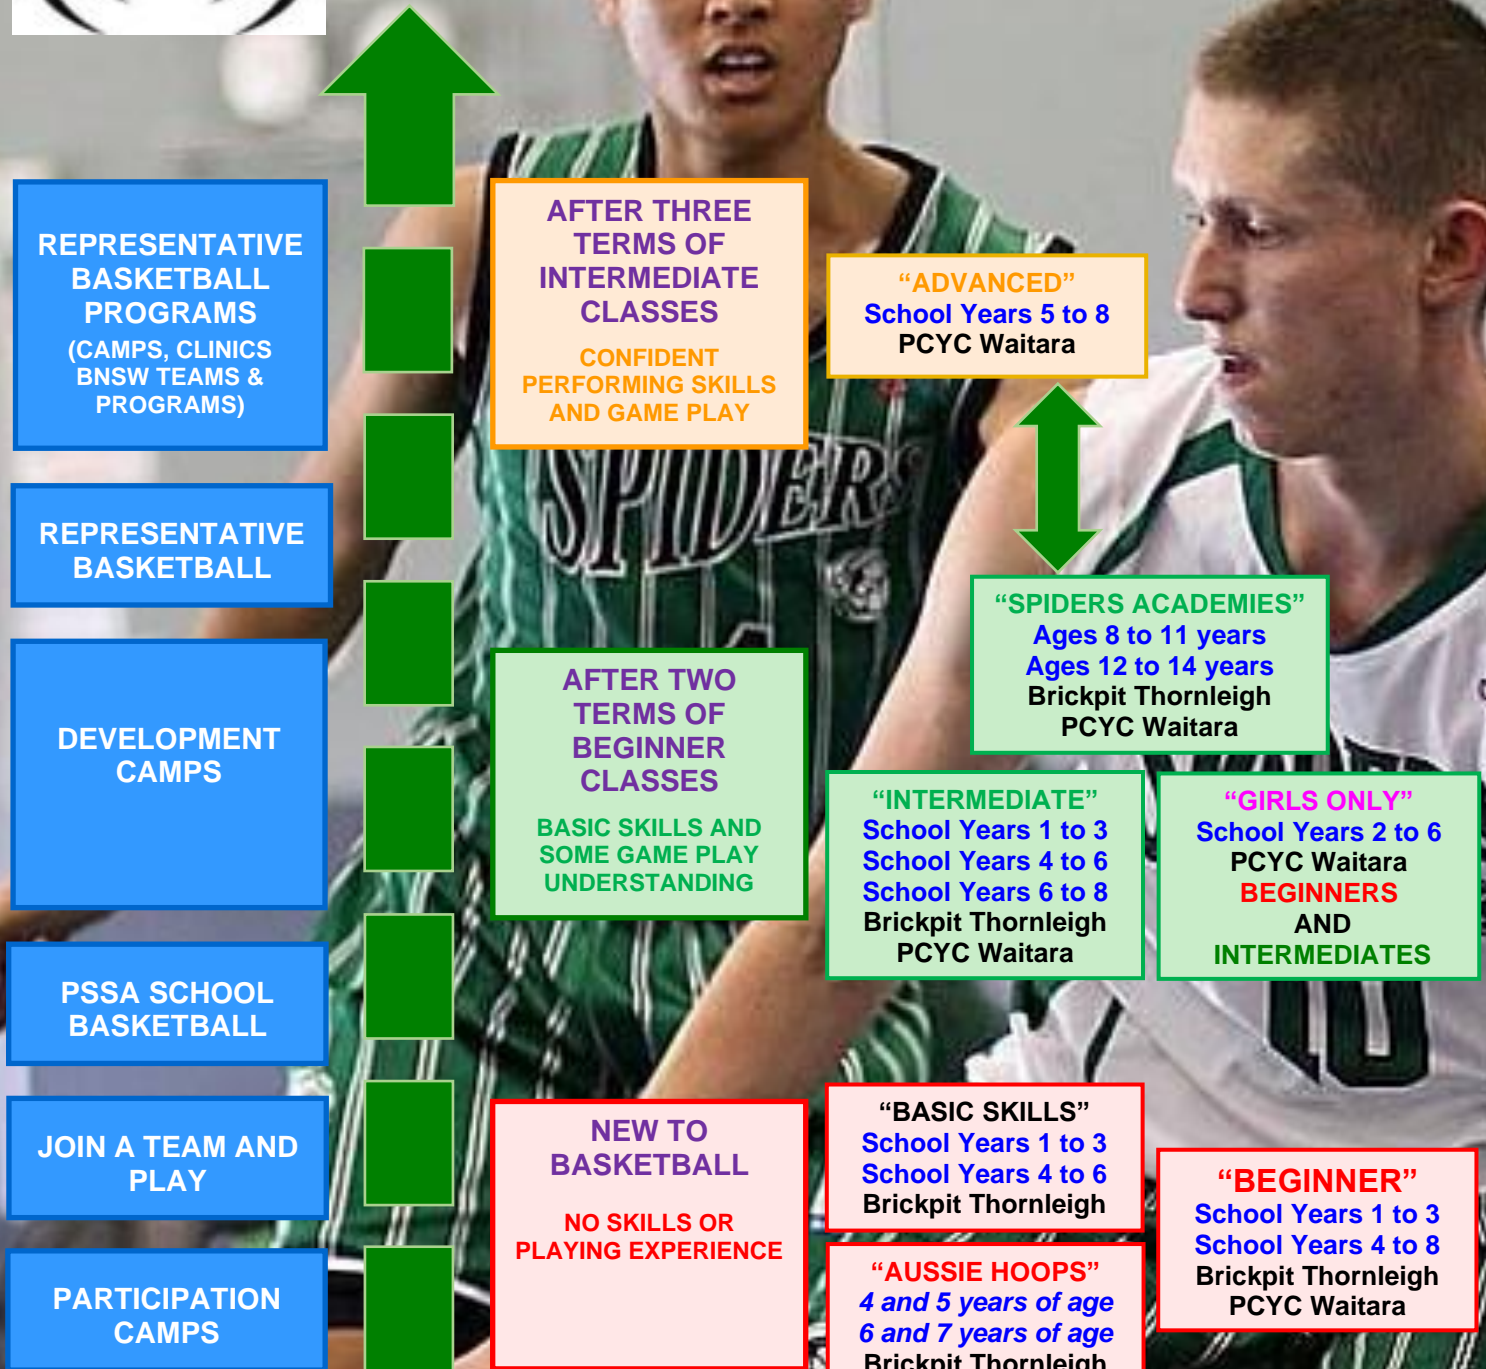 REPRESENTATIVE
BASKETBALL
PROGRAMS
(CAMPS, CLINICS
BNSW TEAMS &
PROGRAMS)
REPRESENTATIVE
BASKETBALL
DEVELOPMENT
CAMPS
PSSA SCHOOL
BASKETBALL
JOIN A TEAM AND
PLAY
PARTICIPATION
CAMPS
AFTER THREE
TERMS OF
INTERMEDIATE
CLASSES
CONFIDENT
PERFORMING SKILLS
AND GAME PLAY
SPIDERS
AFTER TWO
TERMS OF
BEGINNER
CLASSES
BASIC SKILLS AND
SOME GAME PLAY
UNDERSTANDING
NEW TO
BASKETBALL
NO SKILLS OR
PLAYING EXPERIENCE
“ADVANCED”
School Years 5 to 8
PCYC Waitara
“SPIDERS ACADEMIES”
Ages 8 to 11 years
Ages 12 to 14 years
Brickpit Thornleigh
PCYC Waitara
“INTERMEDIATE”
School Years 1 to 3
School Years 4 to 6
School Years 6 to 8
Brickpit Thornleigh
PCYC Waitara
“GIRLS ONLY”
School Years 2 to 6
PCYC Waitara
BEGINNERS
AND
INTERMEDIATES
10
“BASIC SKILLS”
School Years 1 to 3
School Years 4 to 6
Brickpit Thornleigh
“BEGINNER”
School Years 1 to 3
School Years 4 to 8
Brickpit Thornleigh
PCYC Waitara
“AUSSIE HOOPS”
4 and 5 years of age
6 and 7 years of age
Brickpit Thornleigh